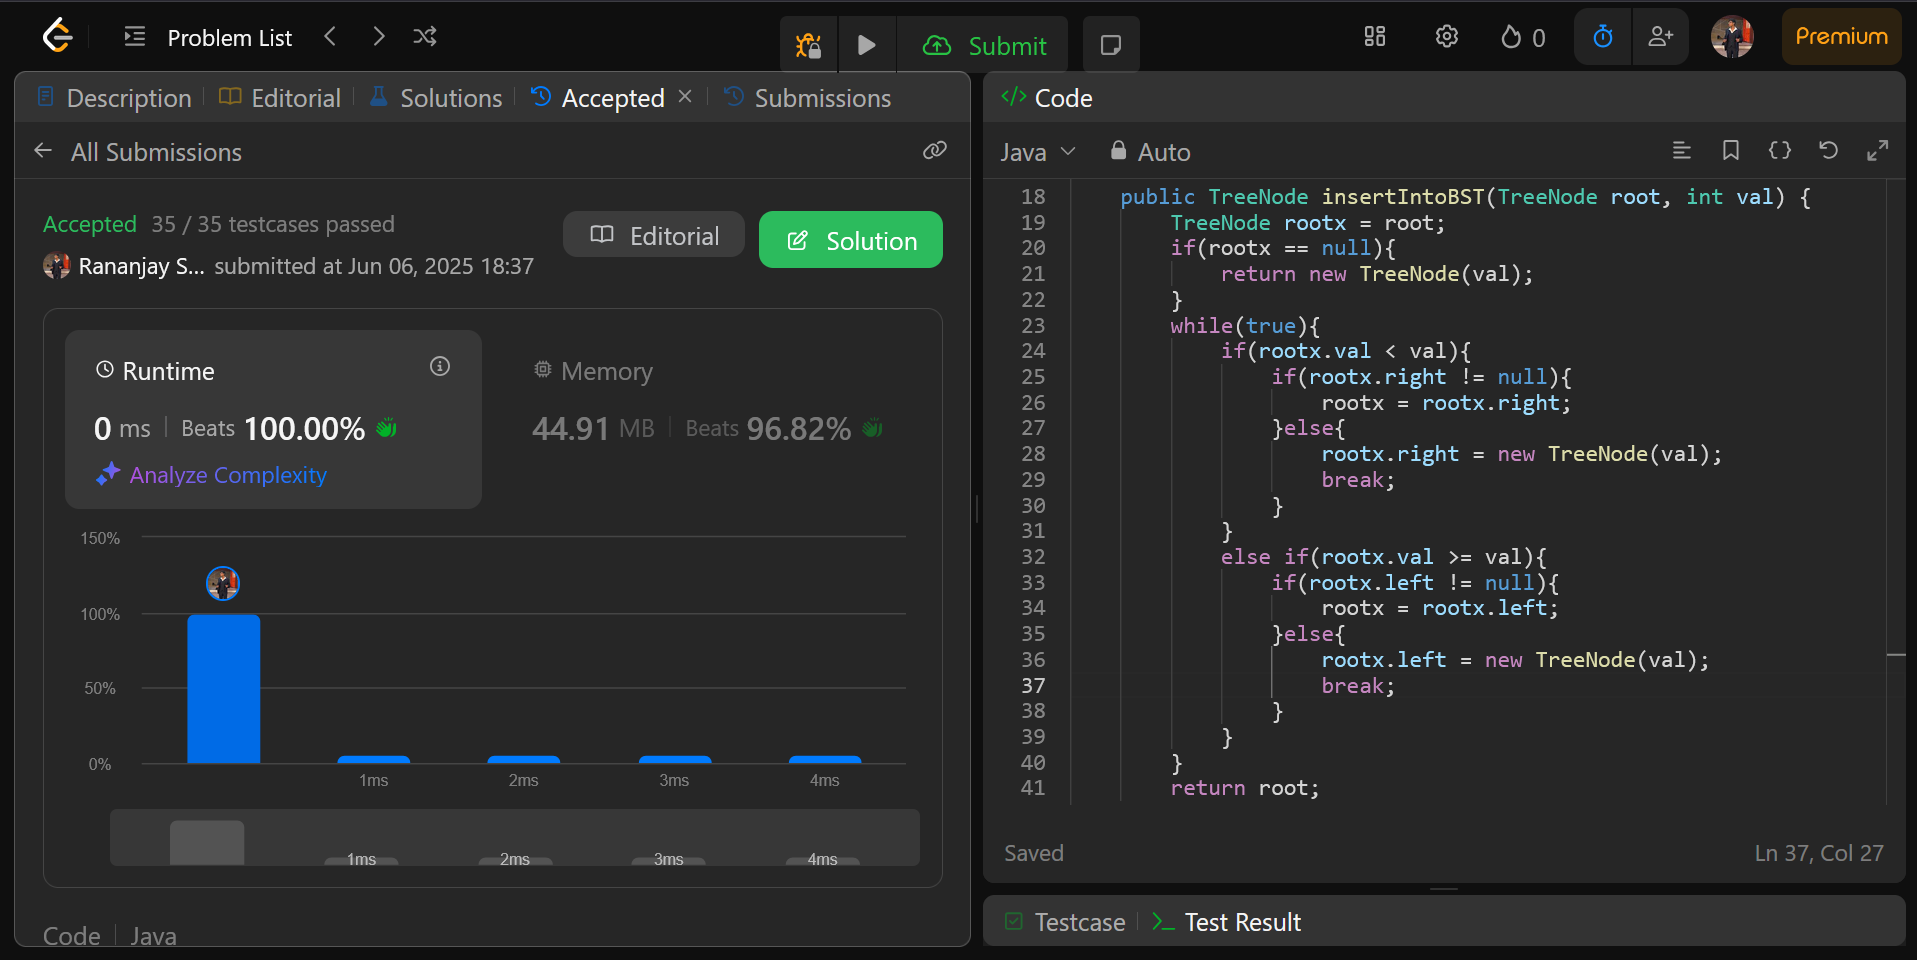 Problem List
Submit
0
Premium
Description
Editorial
Solutions
Accepted
Submissions
All Submissions
Accepted 35 / 35 testcases passed
Rananjay S... submitted at Jun 06, 2025 18:37
Editorial
Solution
Runtime
0 ms Beats 100.00%
Analyze Complexity
Memory
44.91 MB Beats 96.82%
150%
100%
50%
0%
1ms 2ms 3ms 4ms
1ms 2ms 3ms 4ms
Code Java
</> Code
Java Auto
18 public TreeNode insertIntoBST(TreeNode root, int val) {
19 TreeNode rootx = root;
20 if(rootx == null){
21 return new TreeNode(val);
22 }
23 while(true){
24 if(rootx.val < val){
25 if(rootx.right != null){
26 rootx = rootx.right;
27 }else{
28 rootx.right = new TreeNode(val);
29 break;
30 }
31 }
32 else if(rootx.val >= val){
33 if(rootx.left != null){
34 rootx = rootx.left;
35 }else{
36 rootx.left = new TreeNode(val);
37 break;
38 }
39 }
40 }
41 return root;
Saved
Ln 37, Col 27
Testcase
Test Result